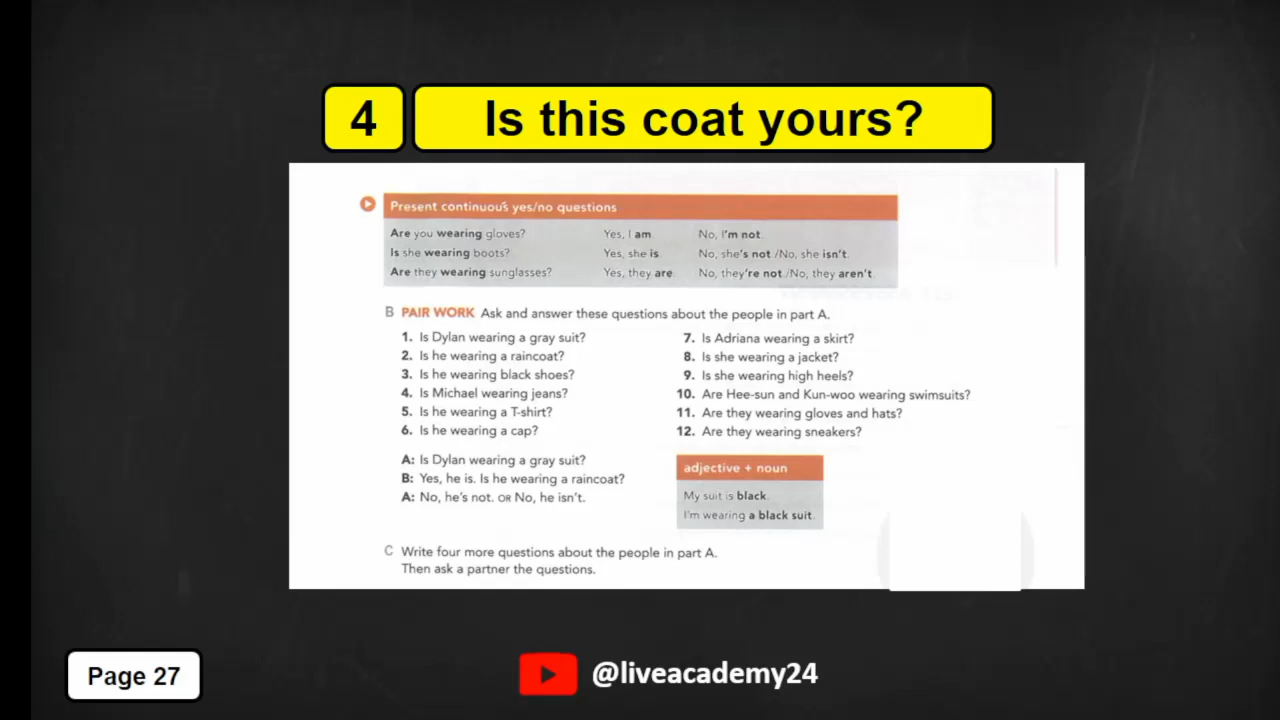 4 Is this coat yours?
Present continuous yes/no questions
Are you wearing gloves? Yes, I am. No, I'm not.
Is she wearing boots? Yes, she is. No, she's not./No, she isn't.
Are they wearing sunglasses? Yes, they are. No, they're not./No, they aren't.
B PAIR WORK Ask and answer these questions about the people in part A.
1. Is Dylan wearing a gray suit?
2. Is he wearing a raincoat?
3. Is he wearing black shoes?
4. Is Michael wearing jeans?
5. Is he wearing a T-shirt?
6. Is he wearing a cap?
7. Is Adriana wearing a skirt?
8. Is she wearing a jacket?
9. Is she wearing high heels?
10. Are Hee-sun and Kun-woo wearing swimsuits?
11. Are they wearing gloves and hats?
12. Are they wearing sneakers?
A: Is Dylan wearing a gray suit?
B: Yes, he is. Is he wearing a raincoat?
A: No, he's not. OR No, he isn't.
adjective + noun
My suit is black.
I'm wearing a black suit.
C Write four more questions about the people in part A.
Then ask a partner the questions.
Page 27
@liveacademy24